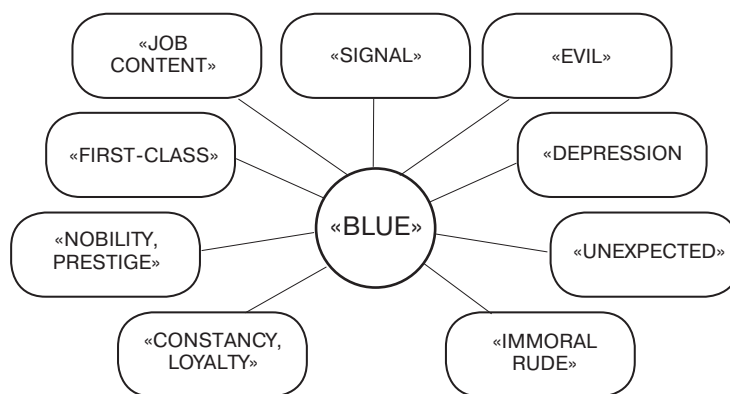 «JOB
CONTENT»
«SIGNAL»
«EVIL»
«FIRST-CLASS»
«DEPRESSION
«BLUE»
«NOBILITY,
PRESTIGE»
«UNEXPECTED»
«CONSTANCY,
LOYALTY»
«IMMORAL
RUDE»